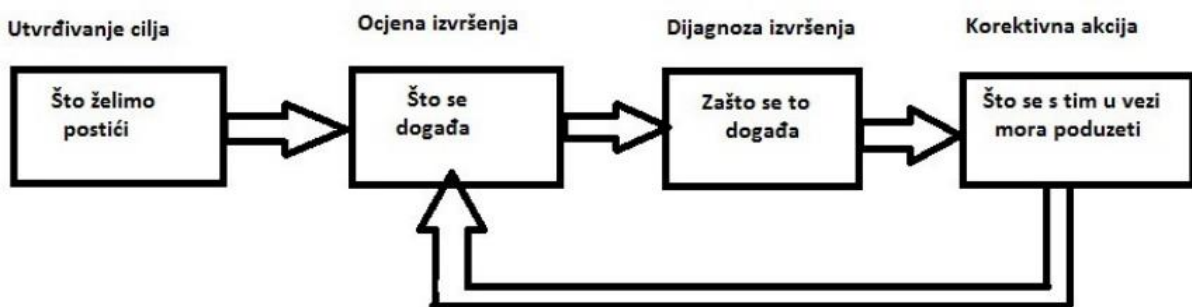 Utvrđivanje cilja
Ocjena izvršenja
Dijagnoza izvršenja
Korektivna akcija
Što želimo
postići
Što se
događa
Zašto se to
događa
Što se s tim u vezi
mora poduzeti